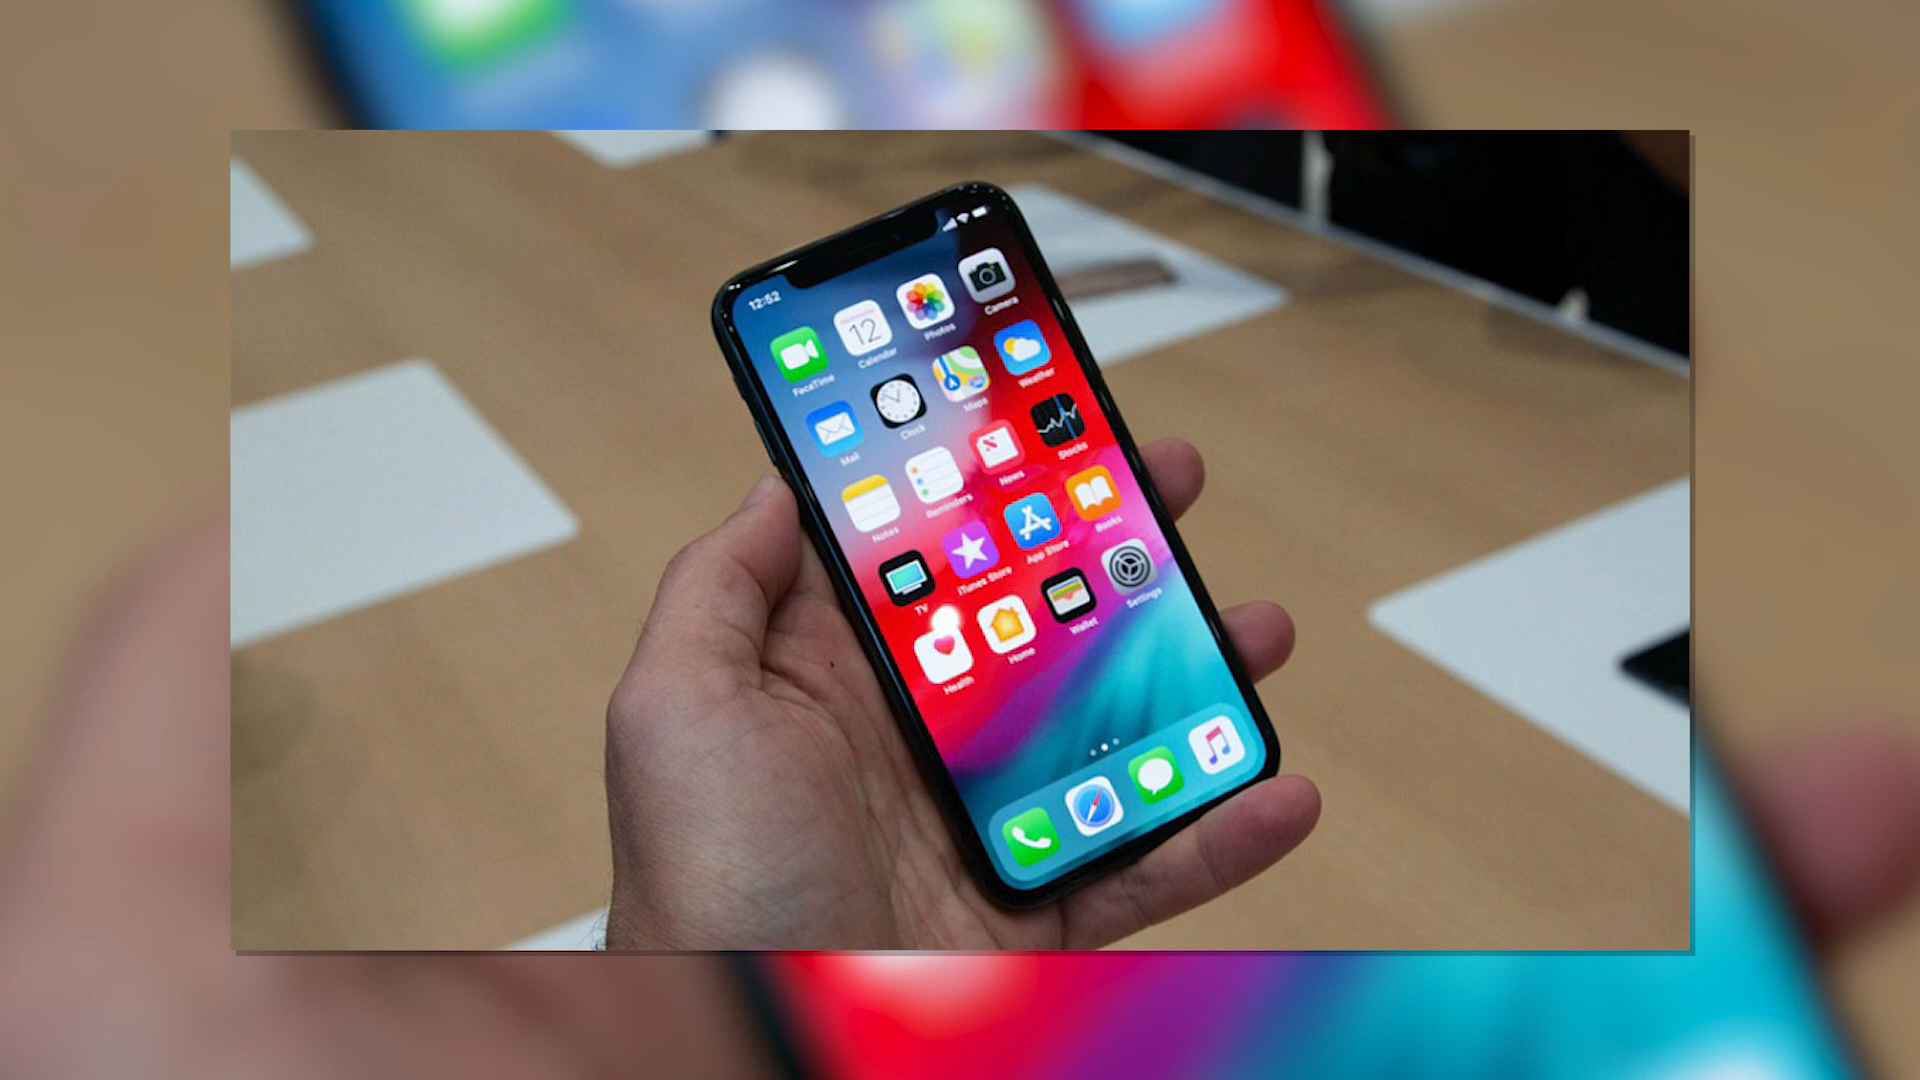 12:52
Wednesday
12
FaceTime
Calendar
Photos
Camera
Mail
Clock
Maps
Weather
Notes
Reminders
News
Stocks
TV
iTunes Store
App Store
Books
Health
Home
Wallet
Settings